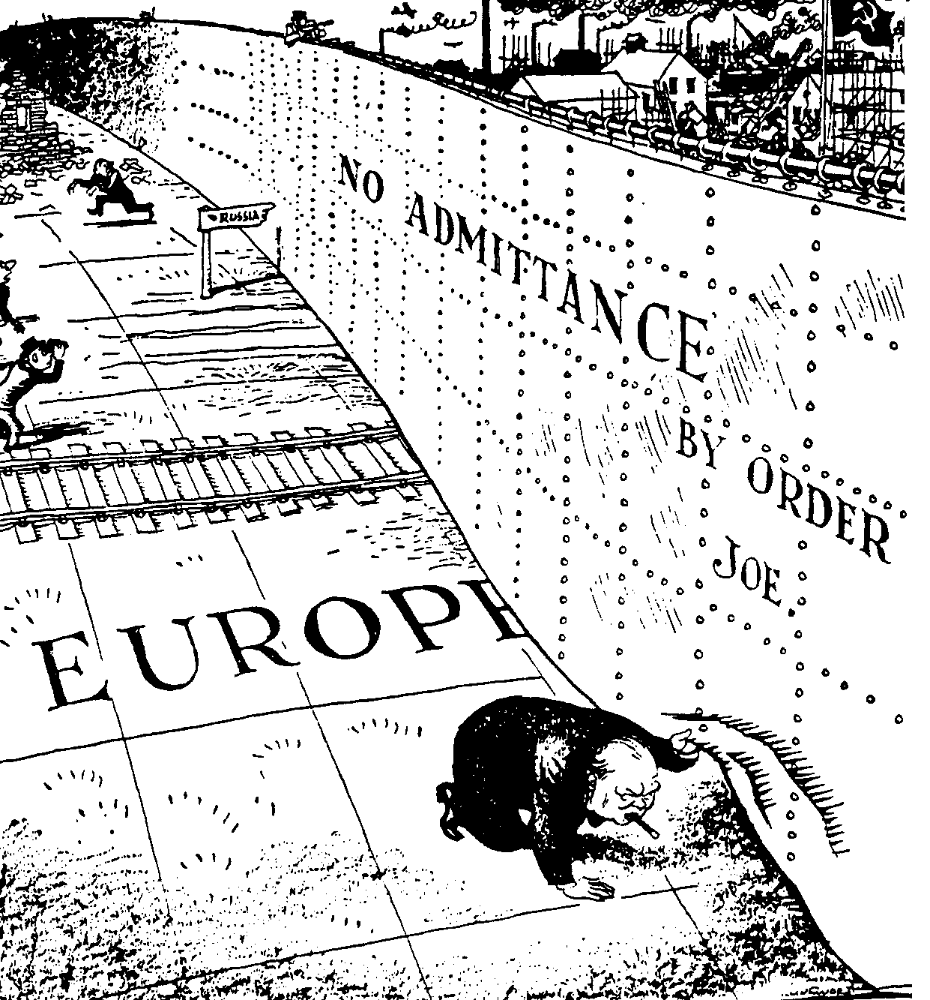 NO ADMITTANCE
BY ORDER
JOE.
RUSSIA
EUROPE